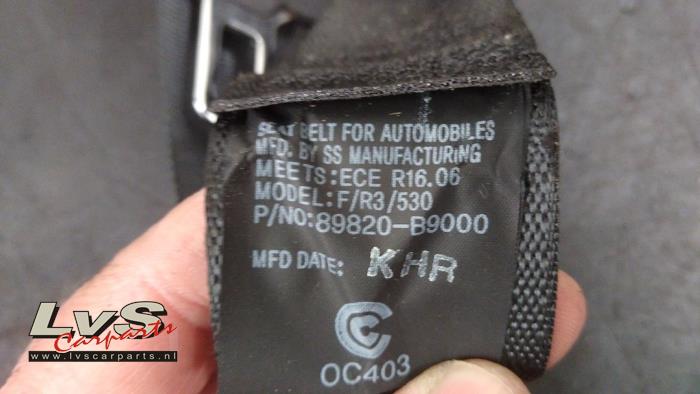 SEAT BELT FOR AUTOMOBILES
MFD. BY SS MANUFACTURING
MEETS:ECE R16.06
MODEL:F/R3/530
P/NO:89820-B9000
MFD DATE: KHR
OC403
LvS
Carparts
www.lvscarparts.nl